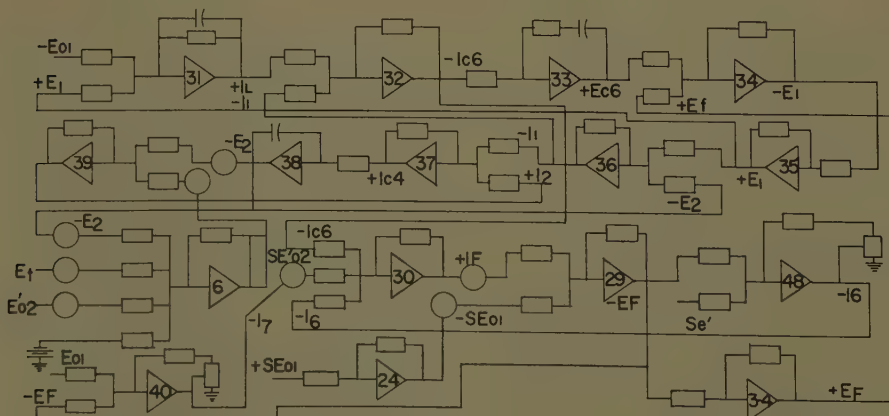 -E01
+E1
31
+IL
-I1
32
-Ic6
33
+Ec6
+Ef
34
-E1
39
-E2
38
+Ic4
37
-I1
+I2
36
-E2
+E1
35
-E2
E1
E'02
6
SE'02
-Ic6
-I6
30
+IF
-SE01
29
-EF
Se'
48
-I6
-I7
E01
-EF
40
+SE01
24
34
+EF